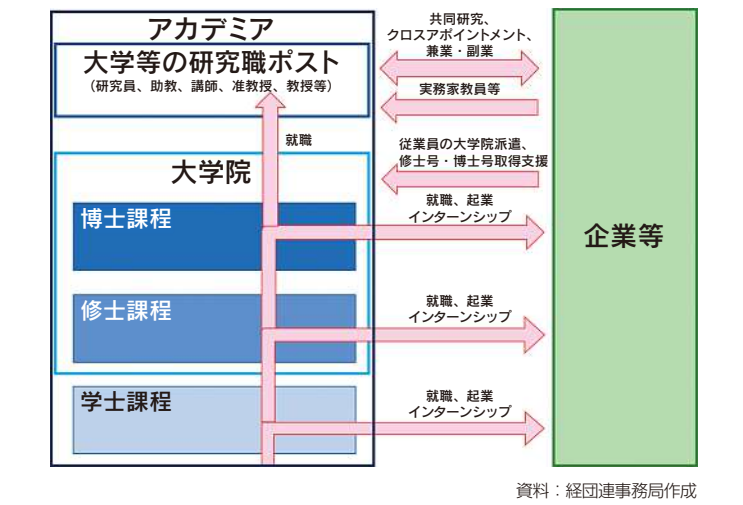 アカデミア
大学等の研究職ポスト
（研究員、助教、講師、准教授、教授等）
就職
大学院
博士課程
修士課程
学士課程
共同研究、
クロスアポイントメント、
兼業・副業
実務家教員等
従業員の大学院派遣、
修士号・博士号取得支援
就職、起業
インターンシップ
就職、起業
インターンシップ
就職、起業
インターンシップ
企業等
資料：経団連事務局作成